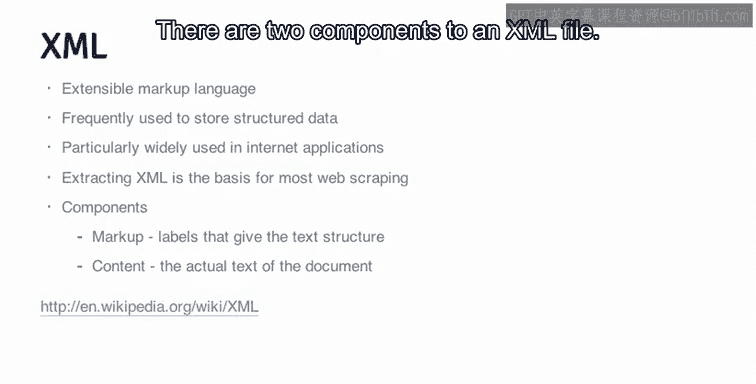 There are two components to an XML file.
XML
· Extensible markup language
· Frequently used to store structured data
· Particularly widely used in internet applications
· Extracting XML is the basis for most web scraping
· Components
- Markup - labels that give the text structure
- Content - the actual text of the document
http://en.wikipedia.org/wiki/XML